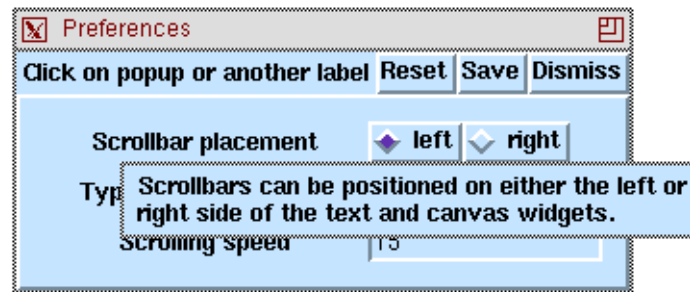 Preferences
Click on popup or another label Reset Save Dismiss
Scrollbar placement left right
Scrollbars can be positioned on either the left or
right side of the text and canvas widgets.
Scrolling speed 15